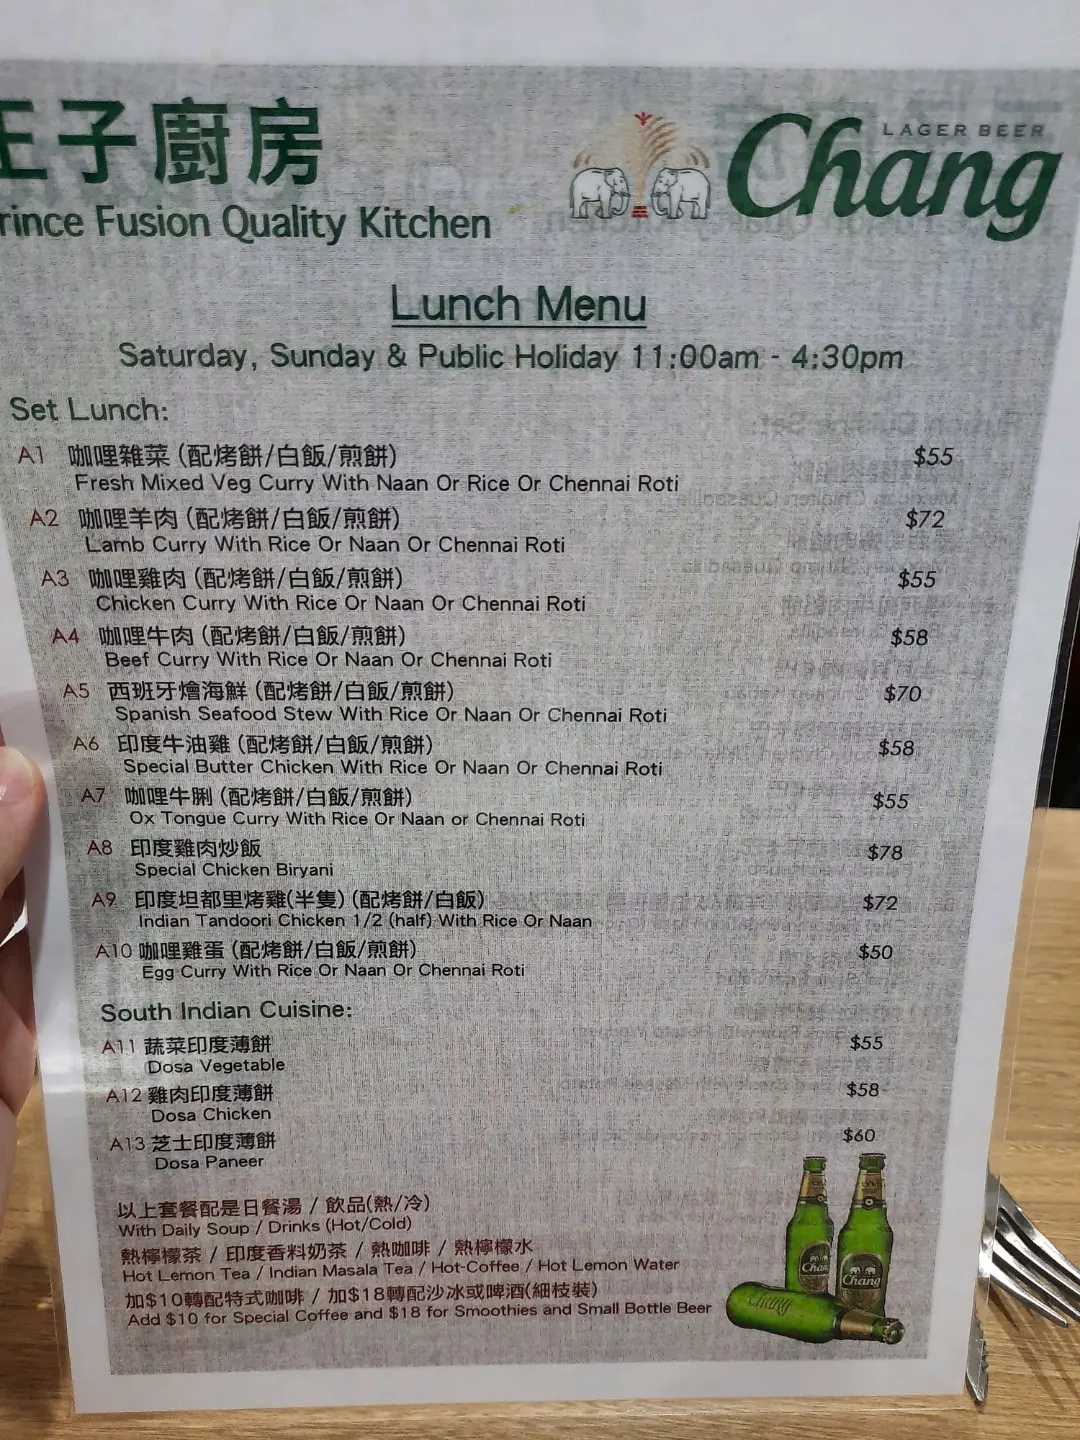 王子廚房
rince Fusion Quality Kitchen
LAGER BEER
Chang
Lunch Menu
Saturday, Sunday & Public Holiday 11:00am - 4:30pm
Set Lunch:
A1 咖哩雜菜 (配烤餅/白飯/煎餅) $55
Fresh Mixed Veg Curry With Naan Or Rice Or Chennai Roti
A2 咖哩羊肉 (配烤餅/白飯/煎餅) $72
Lamb Curry With Rice Or Naan Or Chennai Roti
A3 咖哩雞肉 (配烤餅/白飯/煎餅) $55
Chicken Curry With Rice Or Naan Or Chennai Roti
A4 咖哩牛肉 (配烤餅/白飯/煎餅) $58
Beef Curry With Rice Or Naan Or Chennai Roti
A5 西班牙燴海鮮 (配烤餅/白飯/煎餅) $70
Spanish Seafood Stew With Rice Or Naan Or Chennai Roti
A6 印度牛油雞 (配烤餅/白飯/煎餅) $58
Special Butter Chicken With Rice Or Naan Or Chennai Roti
A7 咖哩牛脷 (配烤餅/白飯/煎餅) $55
Ox Tongue Curry With Rice Or Naan or Chennai Roti
A8 印度雞肉炒飯 $78
Special Chicken Biryani
A9 印度坦都里烤雞(半隻) (配烤餅/白飯) $72
Indian Tandoori Chicken 1/2 (half) With Rice Or Naan
A10 咖哩雞蛋 (配烤餅/白飯/煎餅) $50
Egg Curry With Rice Or Naan Or Chennai Roti
South Indian Cuisine:
A11 蔬菜印度薄餅 $55
Dosa Vegetable
A12 雞肉印度薄餅 $58
Dosa Chicken
A13 芝士印度薄餅 $60
Dosa Paneer
以上套餐配是日餐湯 / 飲品(熱/冷)
With Daily Soup / Drinks (Hot/Cold)
熱檸檬茶 / 印度香料奶茶 / 熱咖啡 / 熱檸檬水
Hot Lemon Tea / Indian Masala Tea / Hot-Coffee / Hot Lemon Water
加$10轉配特式咖啡 / 加$18轉配沙冰或啤酒(細枝裝)
Add $10 for Special Coffee and $18 for Smoothies and Small Bottle Beer
Chang
Chang
Chang